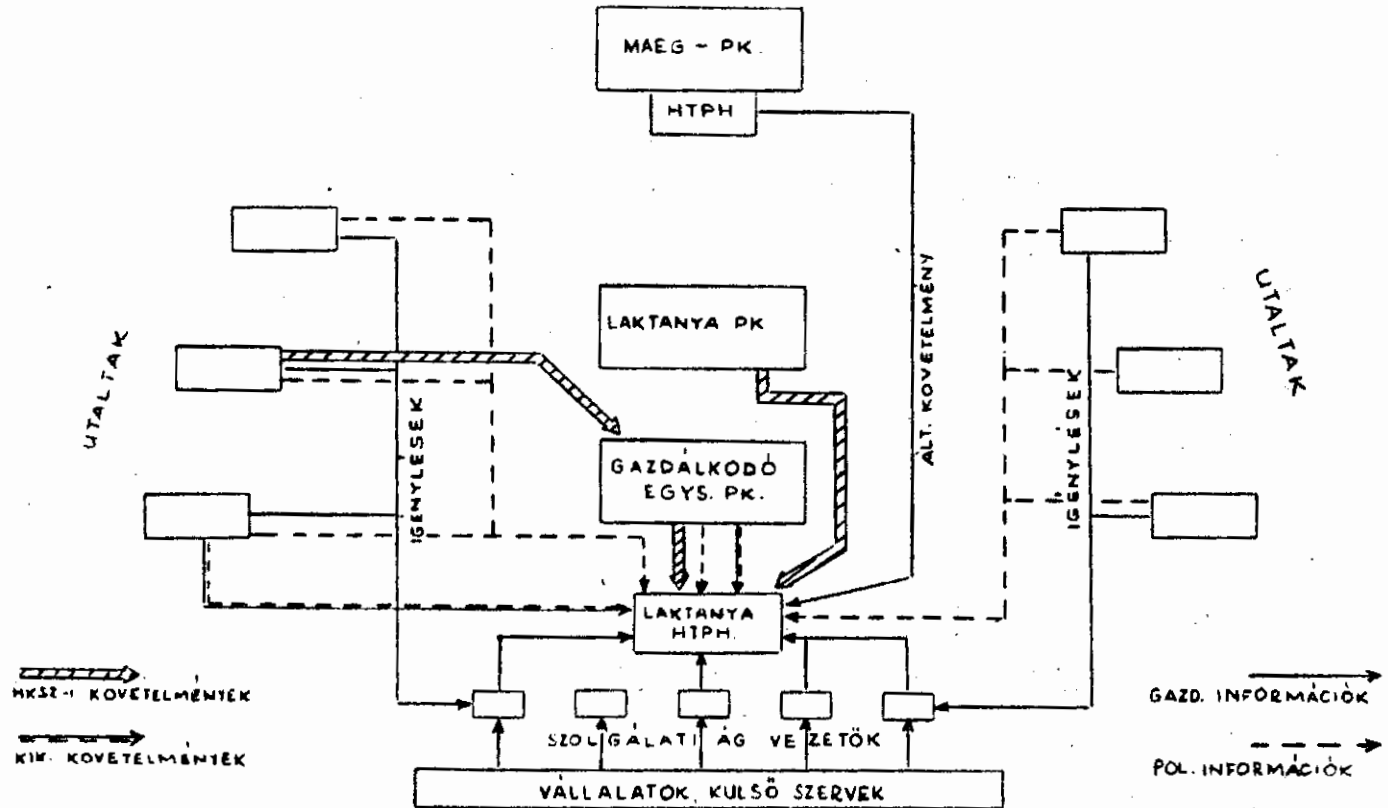 MAEG - PK.
HTPH
UTALTAK
IGÉNYLÉSEK
LAKTANYA PK
ÁLT. KÖVETELMÉNY
IGÉNYLÉSEK
UTALTAK
GAZDÁLKODÓ
EGYS. PK.
LAKTANYA
HTPH.
HKSZ-I KÖVETELMÉNYEK
GAZD. INFORMÁCIÓK
SZOLGÁLATI ÁG VEZETŐK
KIK. KÖVETELMÉNYEK
POL. INFORMÁCIÓK
VÁLLALATOK, KÜLSŐ SZERVEK